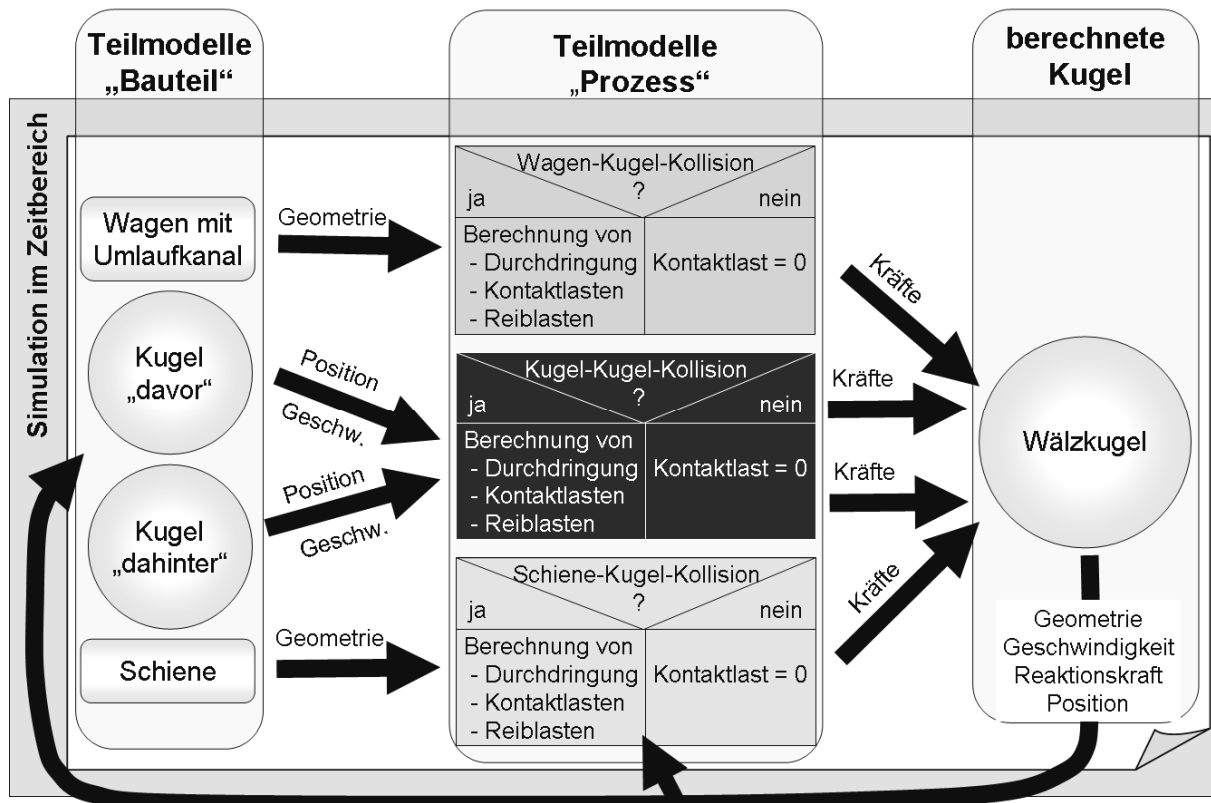 Teilmodelle
„Bauteil“
Teilmodelle
„Prozess“
berechnete
Kugel
Simulation im Zeitbereich
Wagen mit
Umlaufkanal
Kugel
„davor“
Kugel
„dahinter“
Schiene
Geometrie
Position
Geschw.
Position
Geschw.
Geometrie
Wagen-Kugel-Kollision
?
ja nein
Berechnung von
- Durchdringung
- Kontaktlasten
- Reiblasten
Kontaktlast = 0
Kugel-Kugel-Kollision
?
ja nein
Berechnung von
- Durchdringung
- Kontaktlasten
- Reiblasten
Kontaktlast = 0
Schiene-Kugel-Kollision
?
ja nein
Berechnung von
- Durchdringung
- Kontaktlasten
- Reiblasten
Kontaktlast = 0
Kräfte
Kräfte
Kräfte
Kräfte
Wälzkugel
Geometrie
Geschwindigkeit
Reaktionskraft
Position